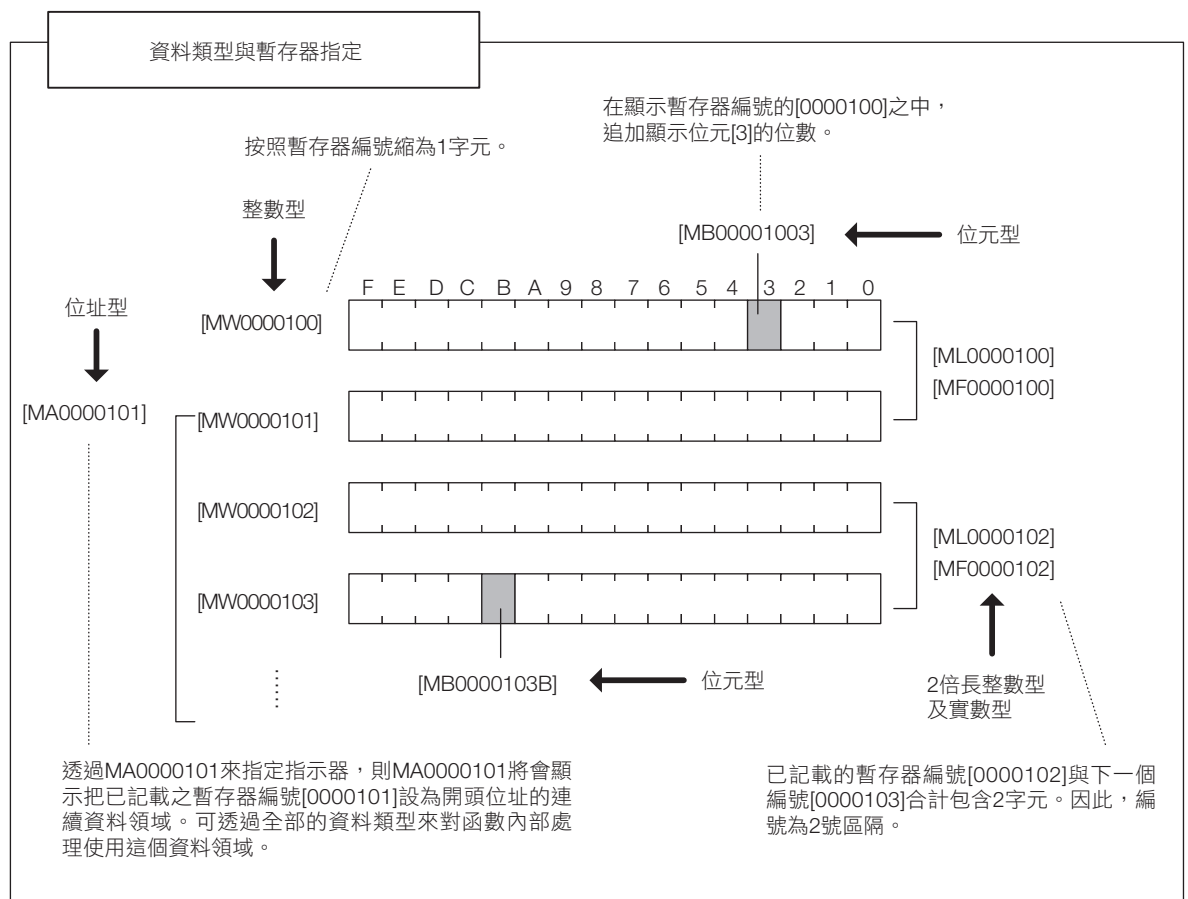 資料類型與暫存器指定
在顯示暫存器編號的[0000100]之中，
追加顯示位元[3]的位數。
按照暫存器編號縮為1字元。
整數型
[MB00001003]
位元型
位址型
F E D C B A 9 8 7 6 5 4 3 2 1 0
[MW0000100]
[ML0000100]
[MF0000100]
[MA0000101]
[MW0000101]
[MW0000102]
[ML0000102]
[MF0000102]
[MW0000103]
[MB0000103B]
位元型
2倍長整數型
及實數型
透過MA0000101來指定指示器，則MA0000101將會顯
示把已記載之暫存器編號[0000101]設為開頭位址的連
續資料領域。可透過全部的資料類型來對函數內部處
理使用這個資料領域。
已記載的暫存器編號[0000102]與下一個
編號[0000103]合計包含2字元。因此，編
號為2號區隔。